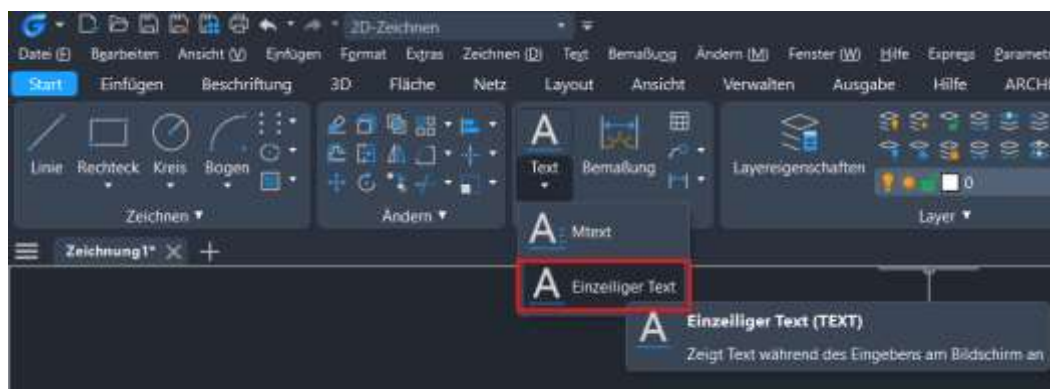 2D-Zeichnen
Datei (F) Bearbeiten Ansicht (V) Einfügen Format Extras Zeichnen (D) Text Bemaßung Ändern (M) Fenster (W) Hilfe Express Paramet
Start Einfügen Beschriftung 3D Fläche Netz Layout Ansicht Verwalten Ausgabe Hilfe ARCHI
Linie Rechteck Kreis Bogen Text Bemaßung Layereigenschaften
0
Zeichnen Ändern Layer
Mtext
Zeichnung1*
Einzeiliger Text
Einzeiliger Text (TEXT)
Zeigt Text während des Eingebens am Bildschirm an